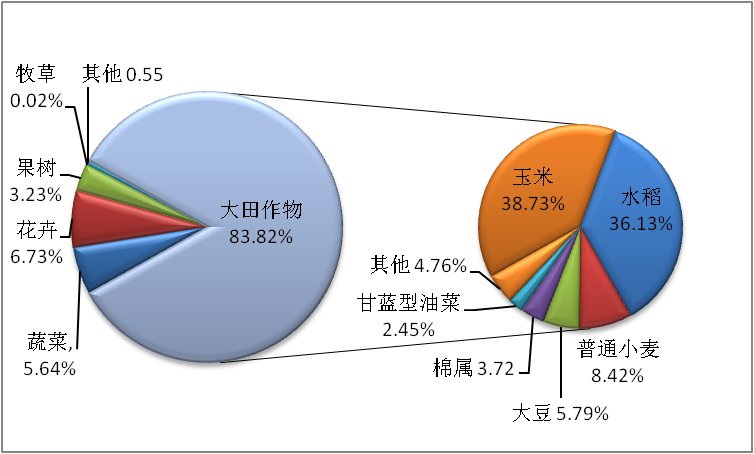 牧草
0.02%
其他 0.55
果树
3.23%
花卉
6.73%
蔬菜,
5.64%
大田作物
83.82%
玉米
38.73%
水稻
36.13%
其他 4.76%
甘蓝型油菜
2.45%
棉属 3.72
大豆 5.79%
普通小麦
8.42%